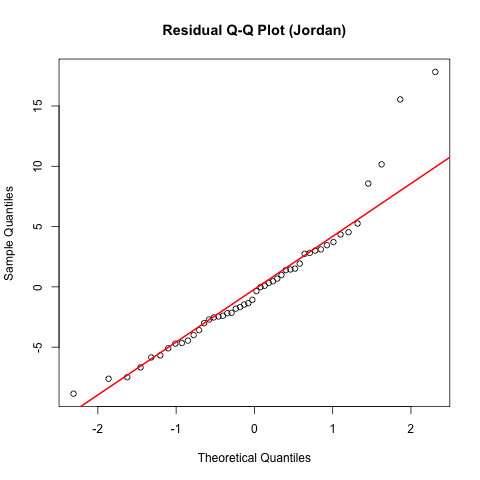 Residual Q-Q Plot (Jordan)
15
10
5
0
-5
Sample Quantiles
-2 -1 0 1 2
Theoretical Quantiles